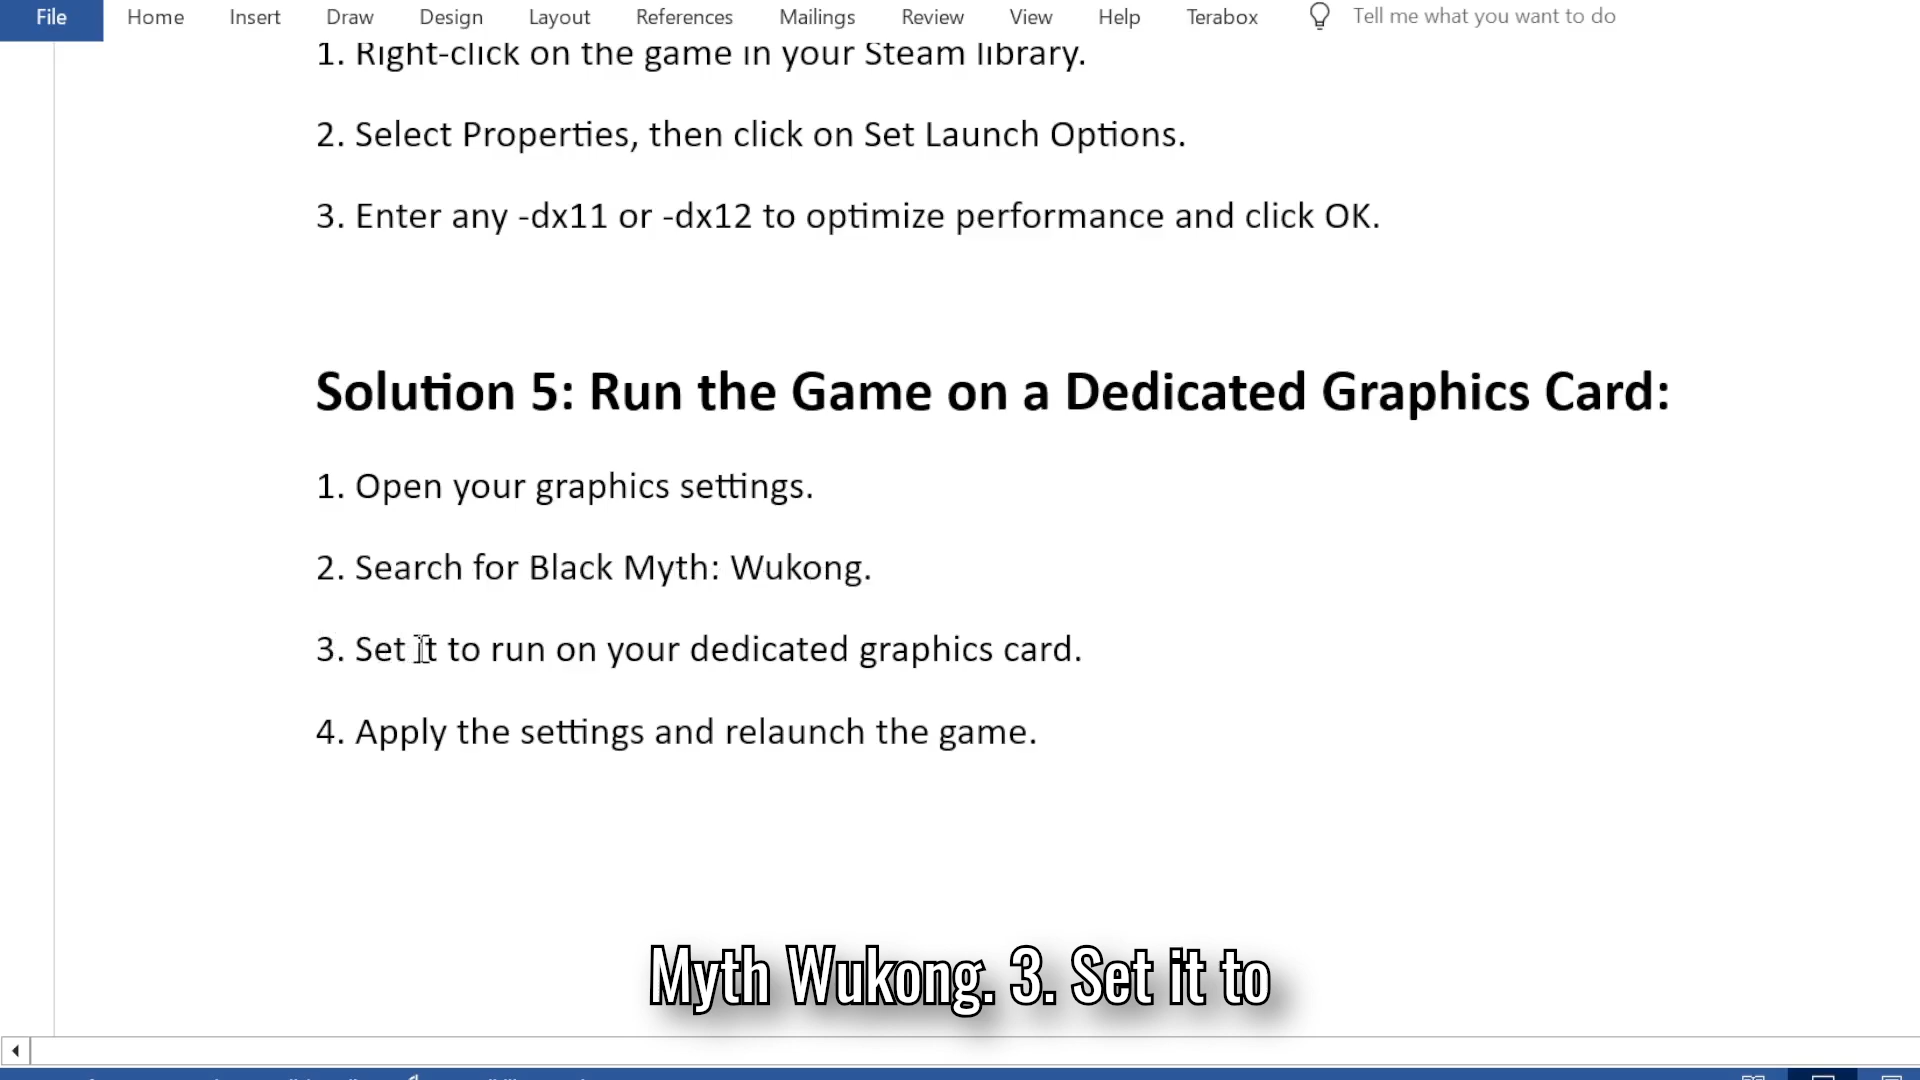 File Home Insert Draw Design Layout References Mailings Review View Help Terabox Tell me what you want to do
1. Right-click on the game in your Steam library.
2. Select Properties, then click on Set Launch Options.
3. Enter any -dx11 or -dx12 to optimize performance and click OK.
Solution 5: Run the Game on a Dedicated Graphics Card:
1. Open your graphics settings.
2. Search for Black Myth: Wukong.
3. Set it to run on your dedicated graphics card.
4. Apply the settings and relaunch the game.
Myth Wukong. 3. Set it to